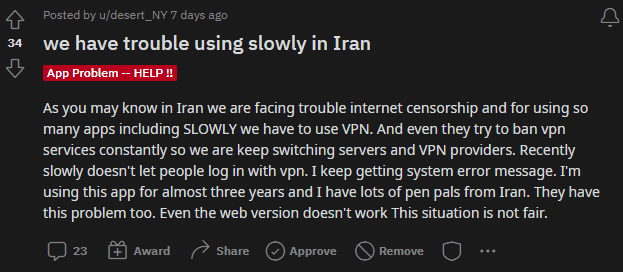 Posted by u/desert_NY 7 days ago
34
we have trouble using slowly in Iran
App Problem -- HELP !!
As you may know in Iran we are facing trouble internet censorship and for using so
many apps including SLOWLY we have to use VPN. And even they try to ban vpn
services constantly so we are keep switching servers and VPN providers. Recently
slowly doesn't let people log in with vpn. I keep getting system error message. I'm
using this app for almost three years and I have lots of pen pals from Iran. They have
this problem too. Even the web version doesn't work This situation is not fair.
23 Award Share Approve Remove